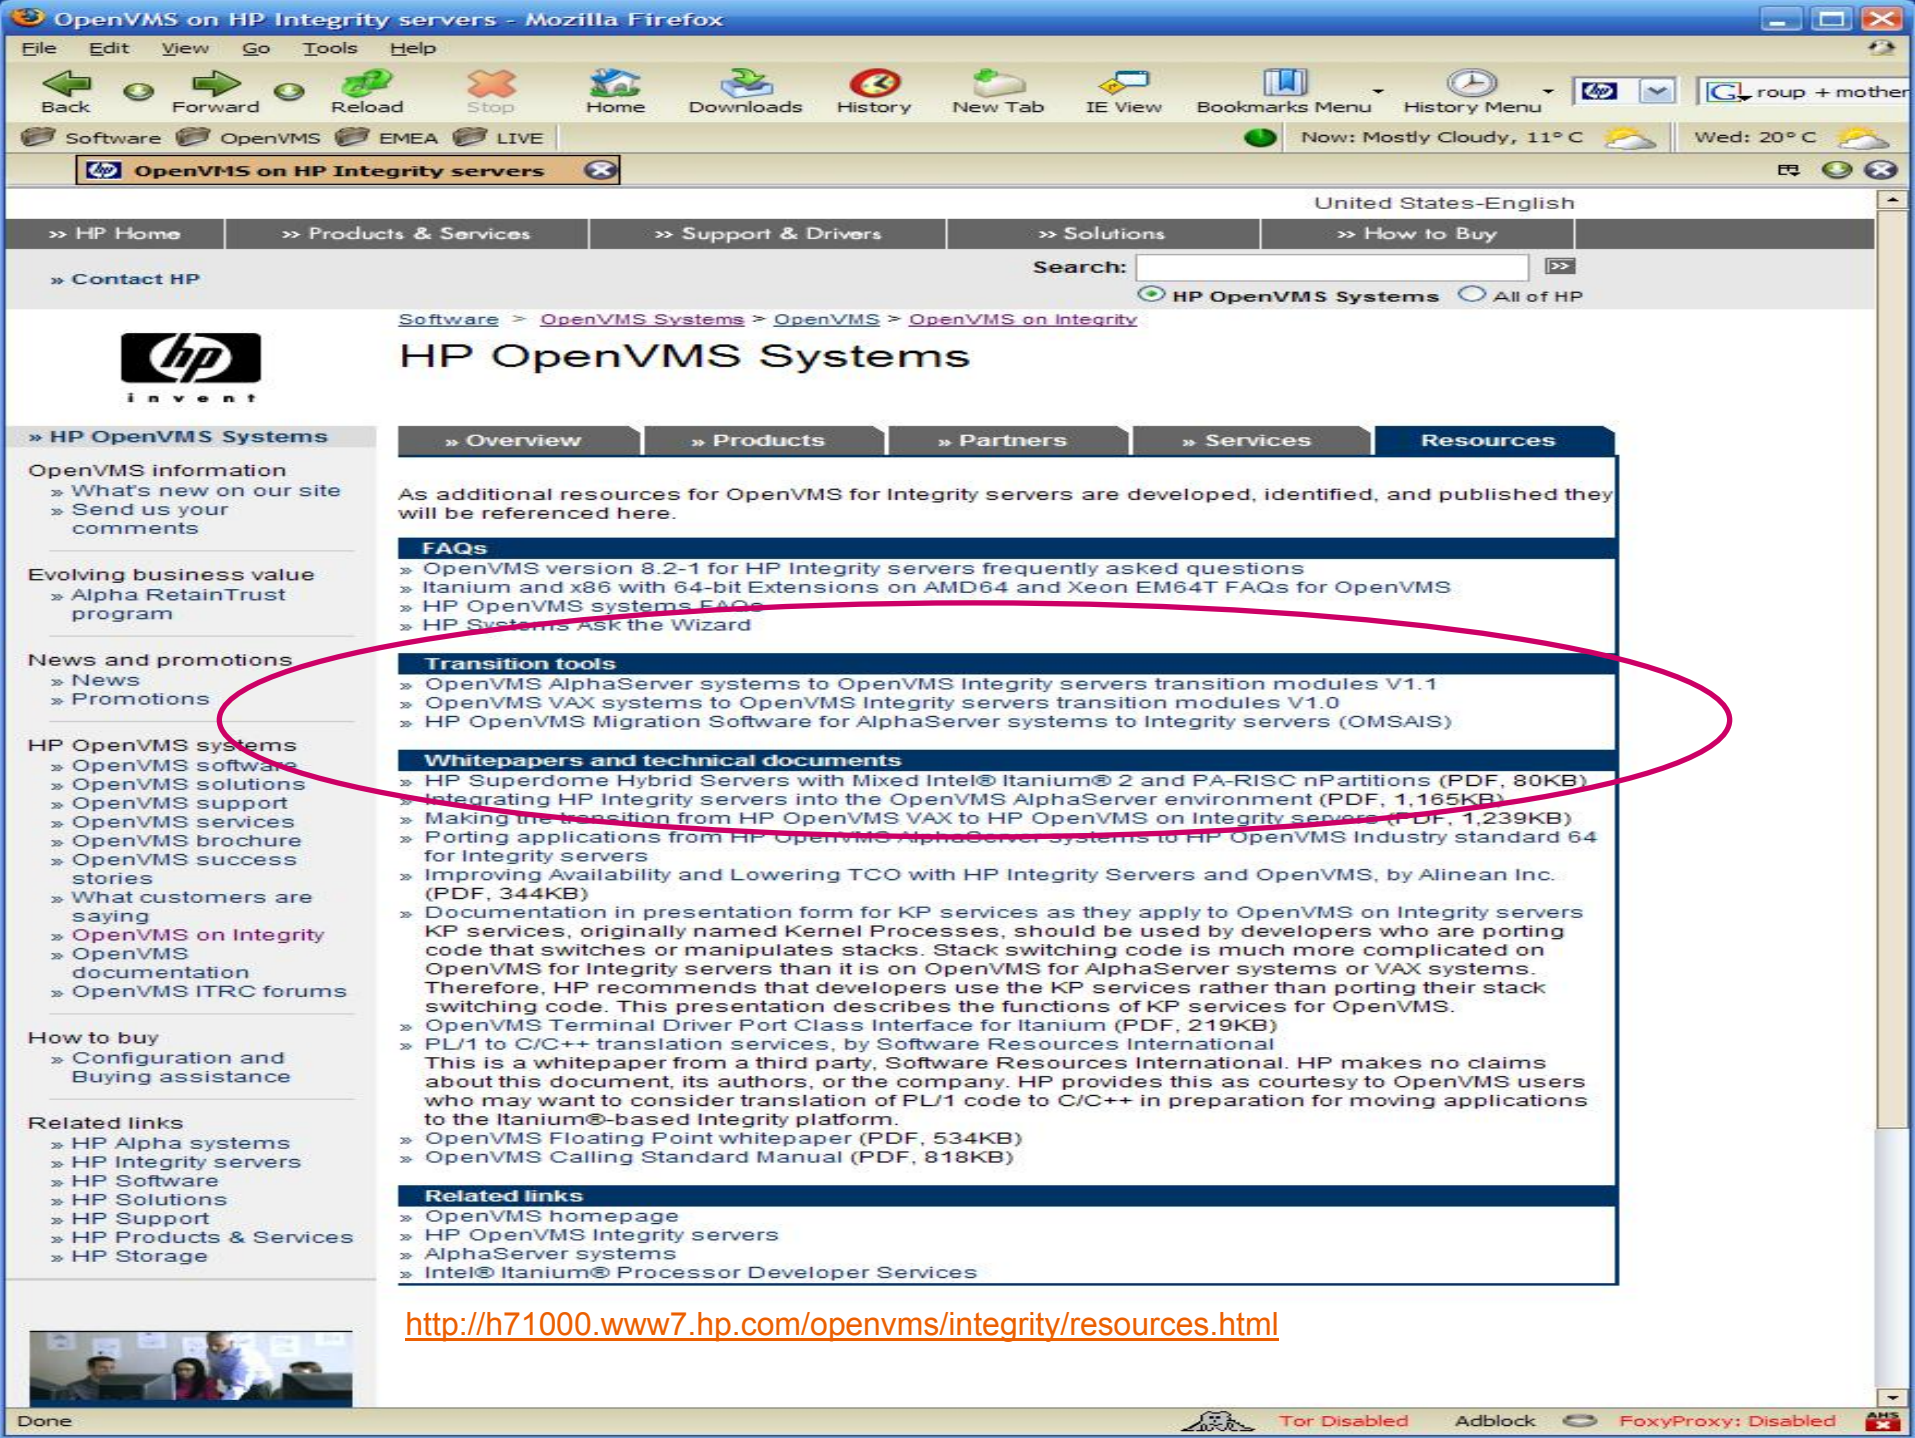 OpenVMS on HP Integrity servers - Mozilla Firefox
File Edit View Go Tools Help
Back Forward Reload Stop Home Downloads History New Tab IE View Bookmarks Menu History Menu roup + mother
Software OpenVMS EMEA LIVE Now: Mostly Cloudy, 11° C Wed: 20° C
OpenVMS on HP Integrity servers
United States-English
» HP Home » Products & Services » Support & Drivers » Solutions » How to Buy
» Contact HP
Search:
HP OpenVMS Systems All of HP
Software > OpenVMS Systems > OpenVMS > OpenVMS on Integrity
hp
invent
HP OpenVMS Systems
» HP OpenVMS Systems
OpenVMS information
» What's new on our site
» Send us your
comments
Evolving business value
» Alpha RetainTrust
program
News and promotions
» News
» Promotions
HP OpenVMS systems
» OpenVMS software
» OpenVMS solutions
» OpenVMS support
» OpenVMS services
» OpenVMS brochure
» OpenVMS success
stories
» What customers are
saying
» OpenVMS on Integrity
» OpenVMS
documentation
» OpenVMS ITRC forums
How to buy
» Configuration and
Buying assistance
Related links
» HP Alpha systems
» HP Integrity servers
» HP Software
» HP Solutions
» HP Support
» HP Products & Services
» HP Storage
» Overview » Products » Partners » Services Resources
As additional resources for OpenVMS for Integrity servers are developed, identified, and published they
will be referenced here.
FAQs
» OpenVMS version 8.2-1 for HP Integrity servers frequently asked questions
» Itanium and x86 with 64-bit Extensions on AMD64 and Xeon EM64T FAQs for OpenVMS
» HP OpenVMS systems FAQs
» HP Systems Ask the Wizard
Transition tools
» OpenVMS AlphaServer systems to OpenVMS Integrity servers transition modules V1.1
» OpenVMS VAX systems to OpenVMS Integrity servers transition modules V1.0
» HP OpenVMS Migration Software for AlphaServer systems to Integrity servers (OMSAIS)
Whitepapers and technical documents
» HP Superdome Hybrid Servers with Mixed Intel® Itanium® 2 and PA-RISC nPartitions (PDF, 80KB)
» Integrating HP Integrity servers into the OpenVMS AlphaServer environment (PDF, 1,165KB)
» Making the transition from HP OpenVMS VAX to HP OpenVMS on Integrity servers (PDF, 1,239KB)
» Porting applications from HP OpenVMS AlphaServer systems to HP OpenVMS Industry standard 64
for Integrity servers
» Improving Availability and Lowering TCO with HP Integrity Servers and OpenVMS, by Alinean Inc.
(PDF, 344KB)
» Documentation in presentation form for KP services as they apply to OpenVMS on Integrity servers
KP services, originally named Kernel Processes, should be used by developers who are porting
code that switches or manipulates stacks. Stack switching code is much more complicated on
OpenVMS for Integrity servers than it is on OpenVMS for AlphaServer systems or VAX systems.
Therefore, HP recommends that developers use the KP services rather than porting their stack
switching code. This presentation describes the functions of KP services for OpenVMS.
» OpenVMS Terminal Driver Port Class Interface for Itanium (PDF, 219KB)
» PL/1 to C/C++ translation services, by Software Resources International
This is a whitepaper from a third party, Software Resources International. HP makes no claims
about this document, its authors, or the company. HP provides this as courtesy to OpenVMS users
who may want to consider translation of PL/1 code to C/C++ in preparation for moving applications
to the Itanium®-based Integrity platform.
» OpenVMS Floating Point whitepaper (PDF, 534KB)
» OpenVMS Calling Standard Manual (PDF, 818KB)
Related links
» OpenVMS homepage
» HP OpenVMS Integrity servers
» AlphaServer systems
» Intel® Itanium® Processor Developer Services
http://h71000.www7.hp.com/openvms/integrity/resources.html
Done Tor Disabled Adblock FoxyProxy: Disabled AHS